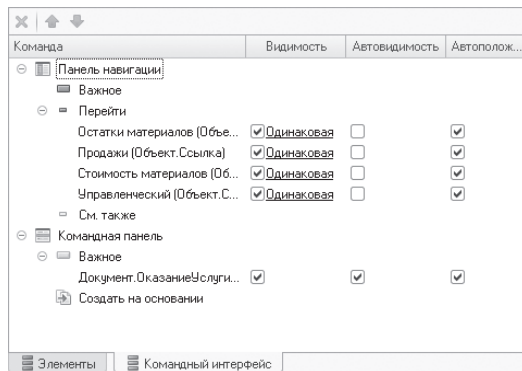 Команда Видимость Автовидимость Автополож...
Панель навигации
Важное
Перейти
Остатки материалов (Объе... Одинаковая
Продажи (Объект.Ссылка) Одинаковая
Стоимость материалов (Об... Одинаковая
Управленческий (Объект.С... Одинаковая
См. также
Командная панель
Важное
Документ.ОказаниеУслуги...
Создать на основании
Элементы Командный интерфейс